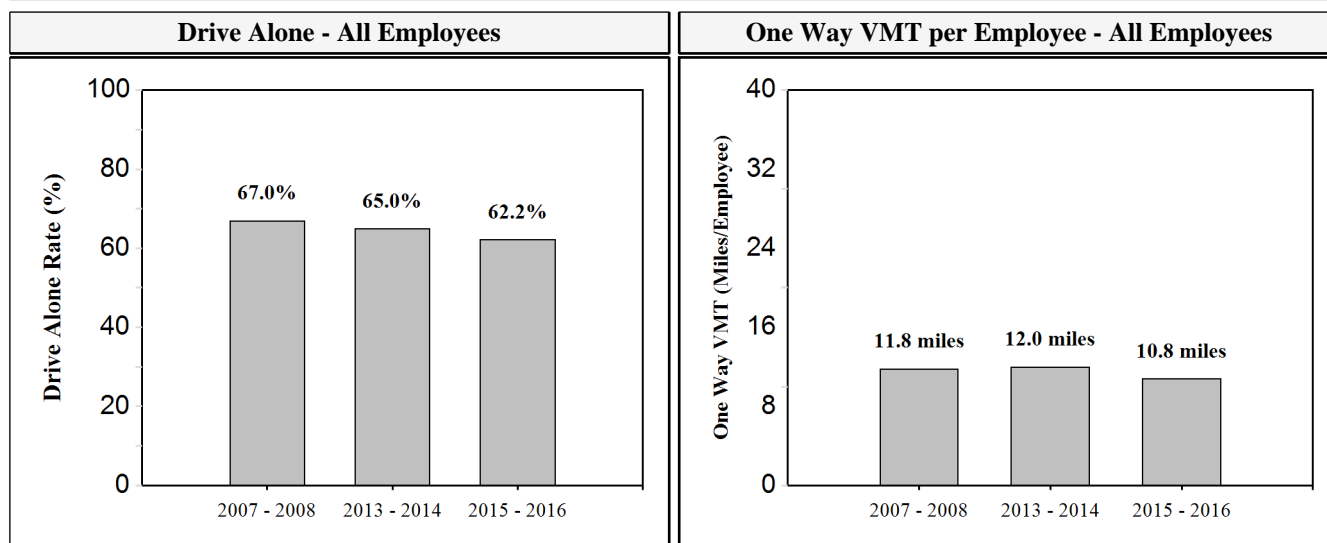 Drive Alone - All Employees
Drive Alone Rate (%)
100
80
60
40
20
0
67.0%
65.0%
62.2%
2007 - 2008
2013 - 2014
2015 - 2016
One Way VMT per Employee - All Employees
One Way VMT (Miles/Employee)
40
32
24
16
8
0
11.8 miles
12.0 miles
10.8 miles
2007 - 2008
2013 - 2014
2015 - 2016